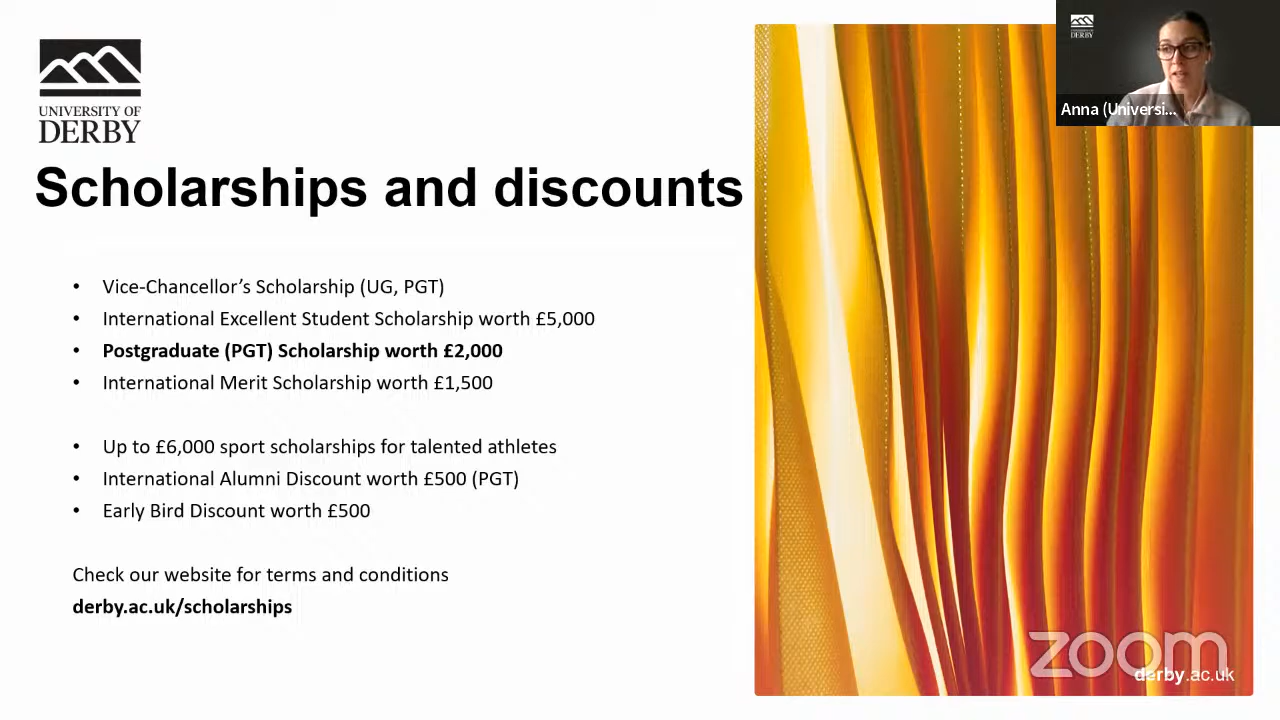 UNIVERSITY OF
DERBY
Scholarships and discounts
• Vice-Chancellor’s Scholarship (UG, PGT)
• International Excellent Student Scholarship worth £5,000
• Postgraduate (PGT) Scholarship worth £2,000
• International Merit Scholarship worth £1,500
• Up to £6,000 sport scholarships for talented athletes
• International Alumni Discount worth £500 (PGT)
• Early Bird Discount worth £500
Check our website for terms and conditions
derby.ac.uk/scholarships
DERBY
Anna (Universi...
zoom
derby.ac.uk